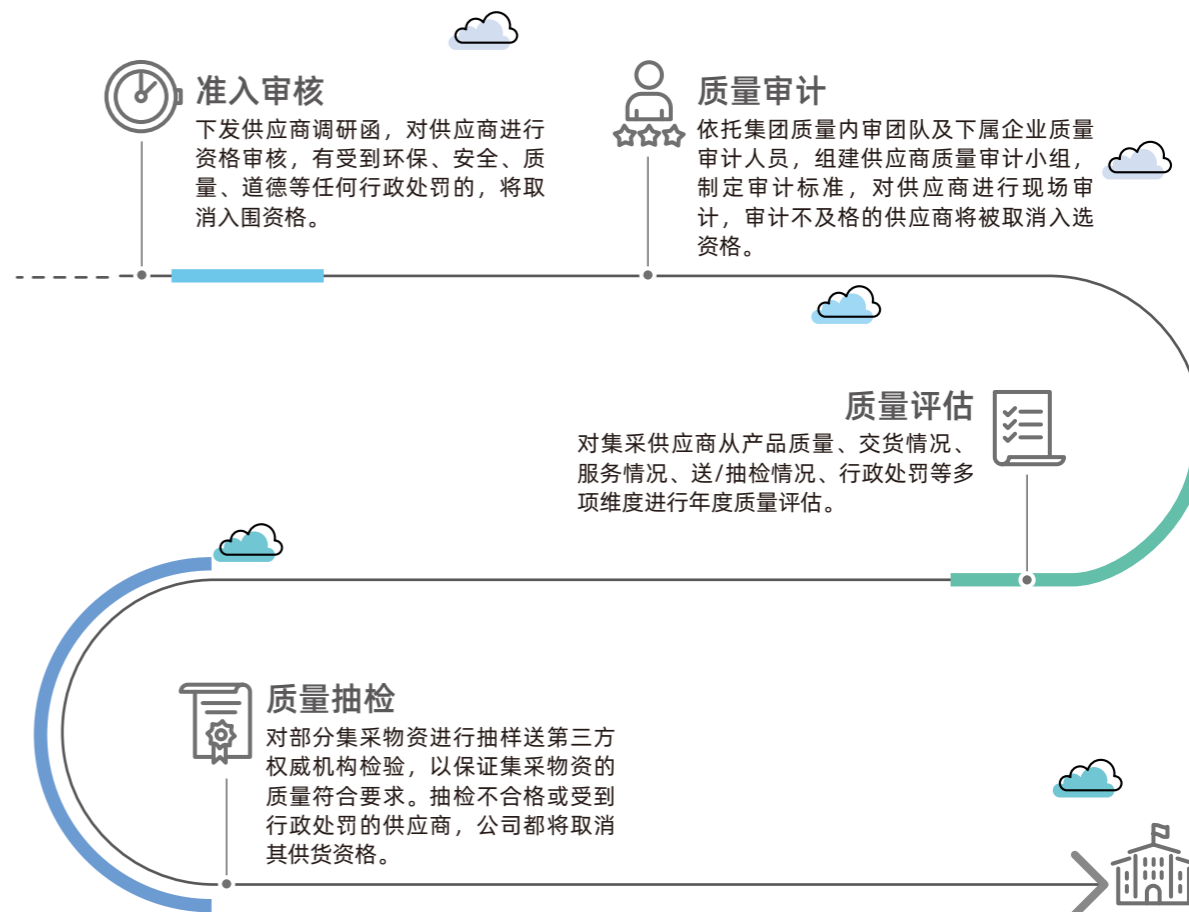 准入审核
下发供应商调研函，对供应商进行
资格审核，有受到环保、安全、质
量、道德等任何行政处罚的，将取
消入围资格。
质量审计
依托集团质量内审团队及下属企业质量
审计人员，组建供应商质量审计小组，
制定审计标准，对供应商进行现场审
计，审计不及格的供应商将被取消入选
资格。
质量评估
对集采供应商从产品质量、交货情况、
服务情况、送/抽检情况、行政处罚等多
项维度进行年度质量评估。
质量抽检
对部分集采物资进行抽样送第三方
权威机构检验，以保证集采物资的
质量符合要求。抽检不合格或受到
行政处罚的供应商，公司都将取消
其供货资格。